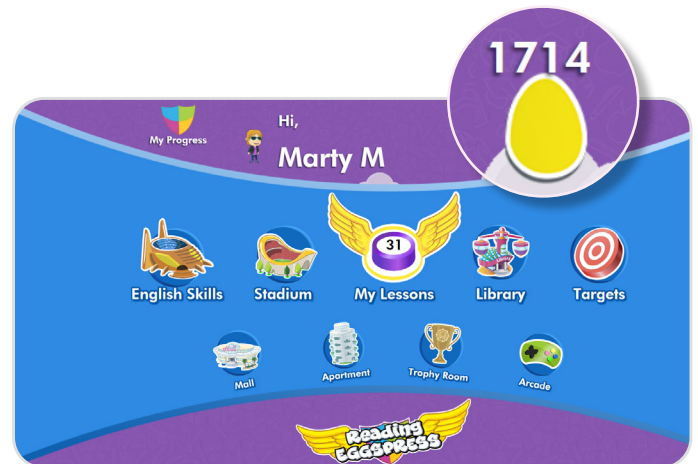 1714
My Progress
Hi,
Marty M
31
English Skills
Stadium
My Lessons
Library
Targets
Mall
Apartment
Trophy Room
Arcade
Reading
EGGSPRESS